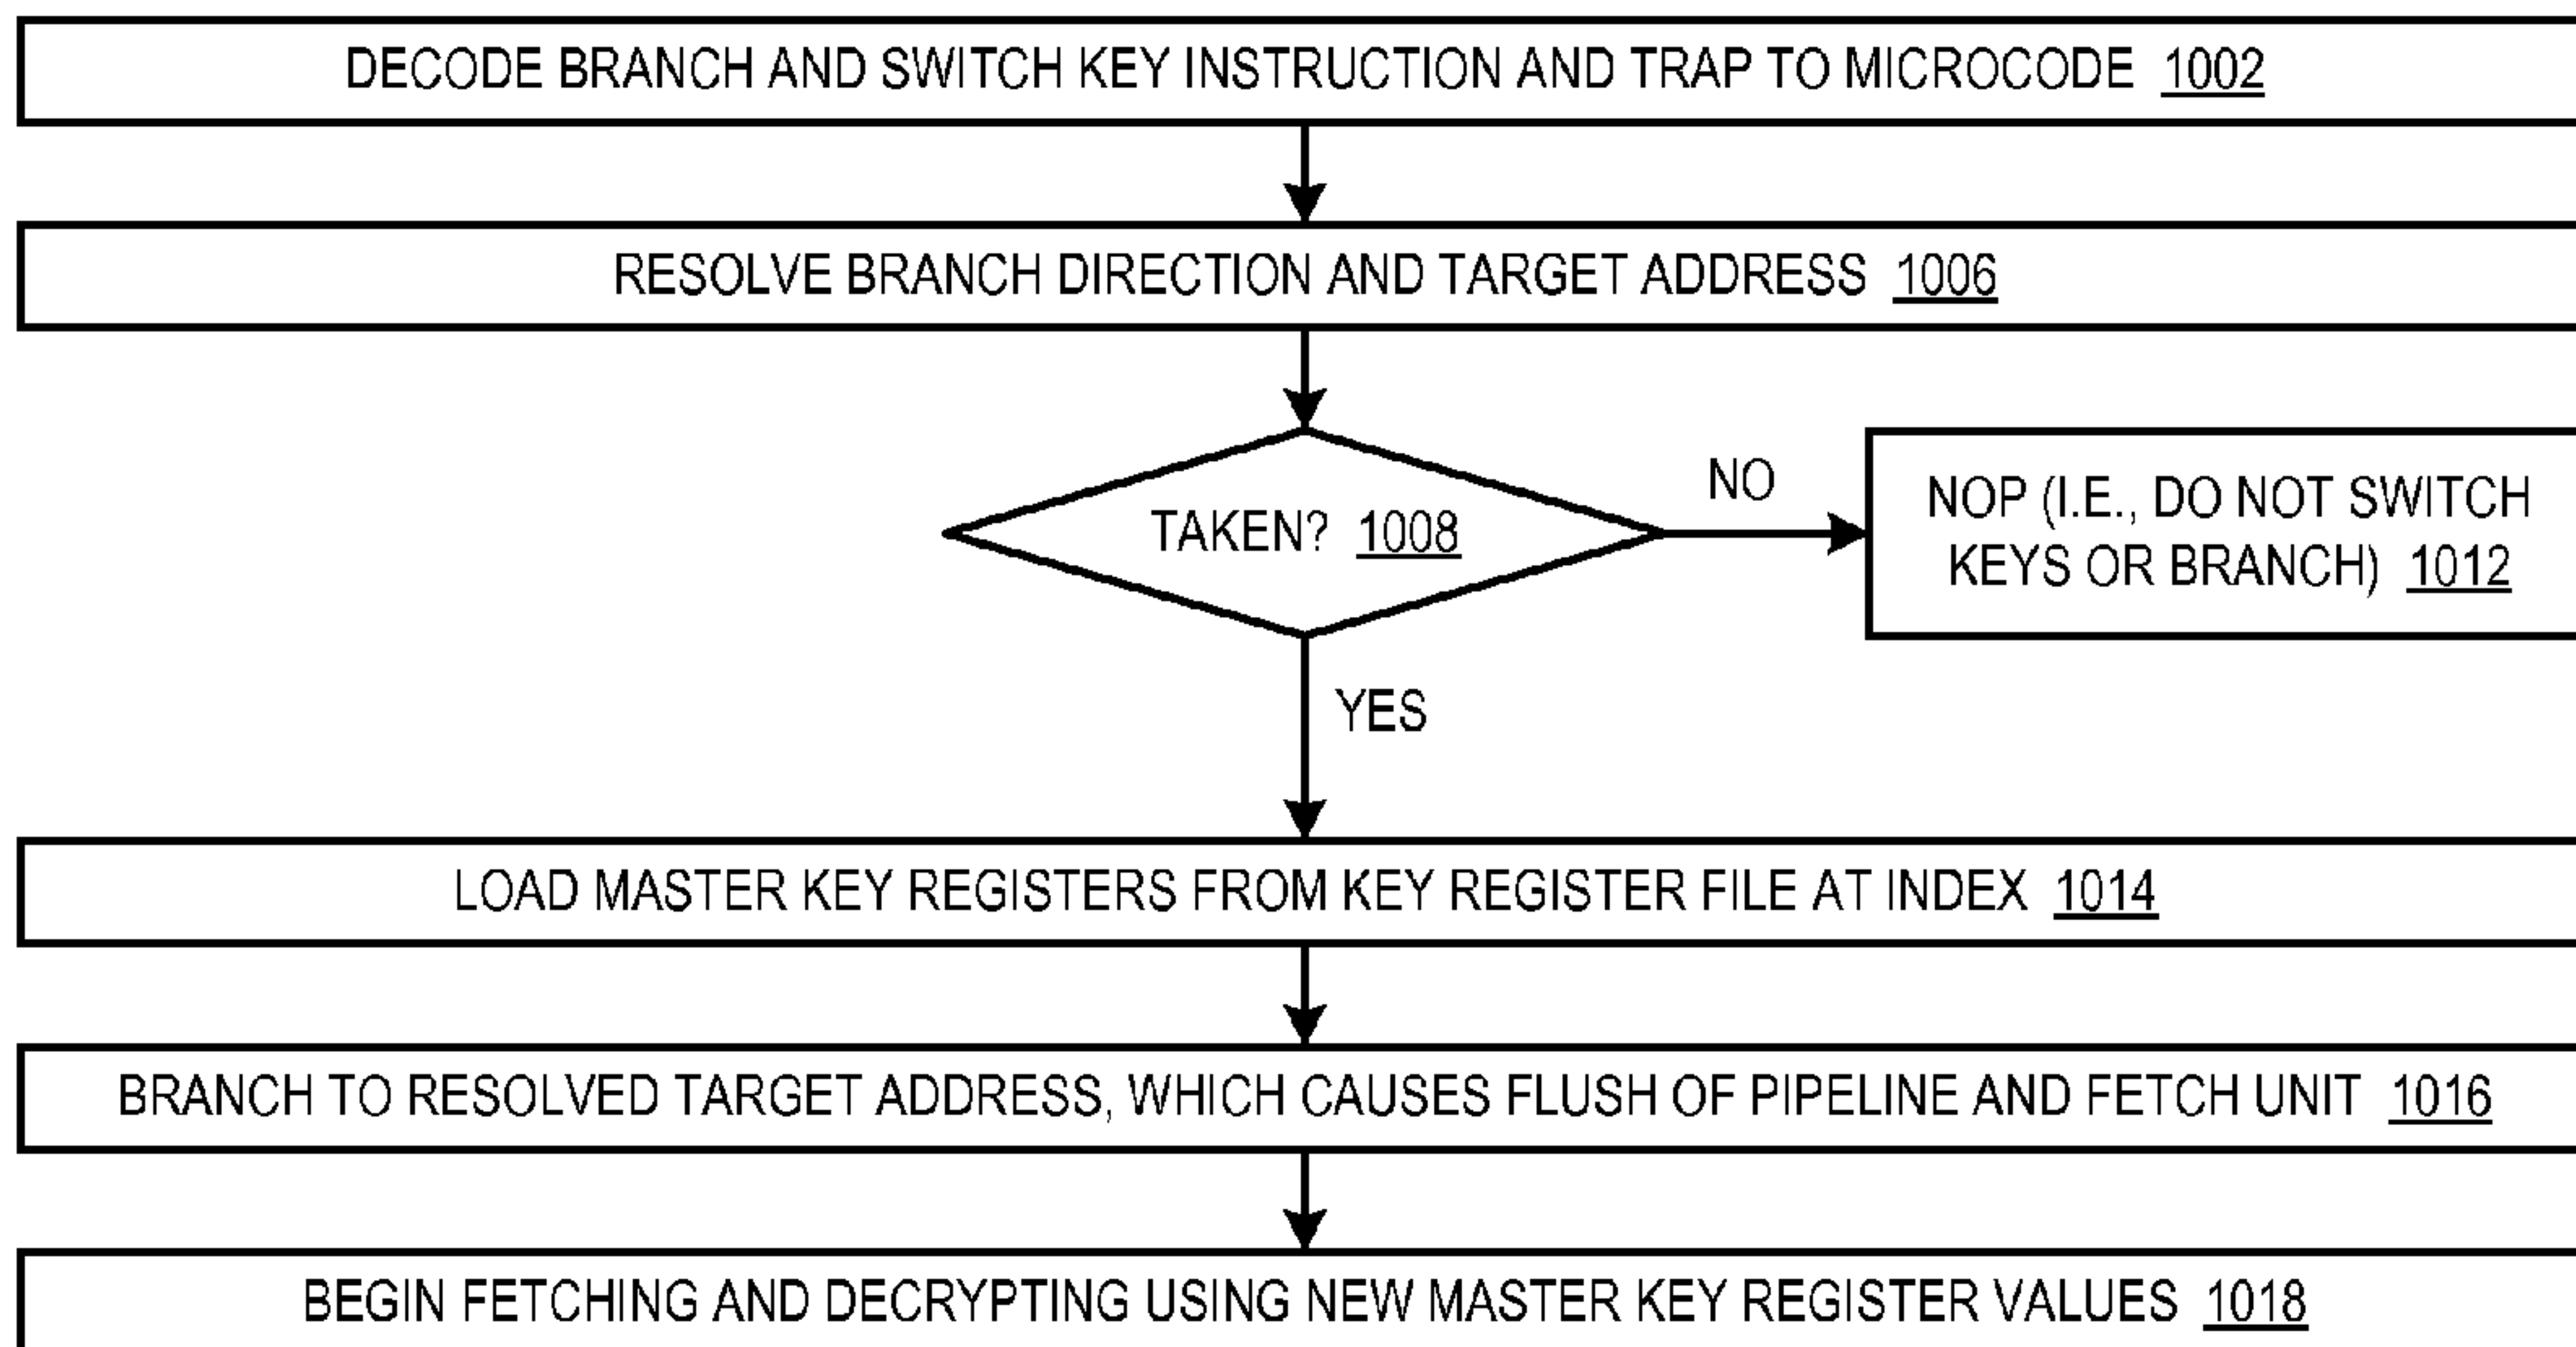 DECODE BRANCH AND SWITCH KEY INSTRUCTION AND TRAP TO MICROCODE 1002
RESOLVE BRANCH DIRECTION AND TARGET ADDRESS 1006
TAKEN? 1008
NO
NOP (I.E., DO NOT SWITCH
KEYS OR BRANCH) 1012
YES
LOAD MASTER KEY REGISTERS FROM KEY REGISTER FILE AT INDEX 1014
BRANCH TO RESOLVED TARGET ADDRESS, WHICH CAUSES FLUSH OF PIPELINE AND FETCH UNIT 1016
BEGIN FETCHING AND DECRYPTING USING NEW MASTER KEY REGISTER VALUES 1018